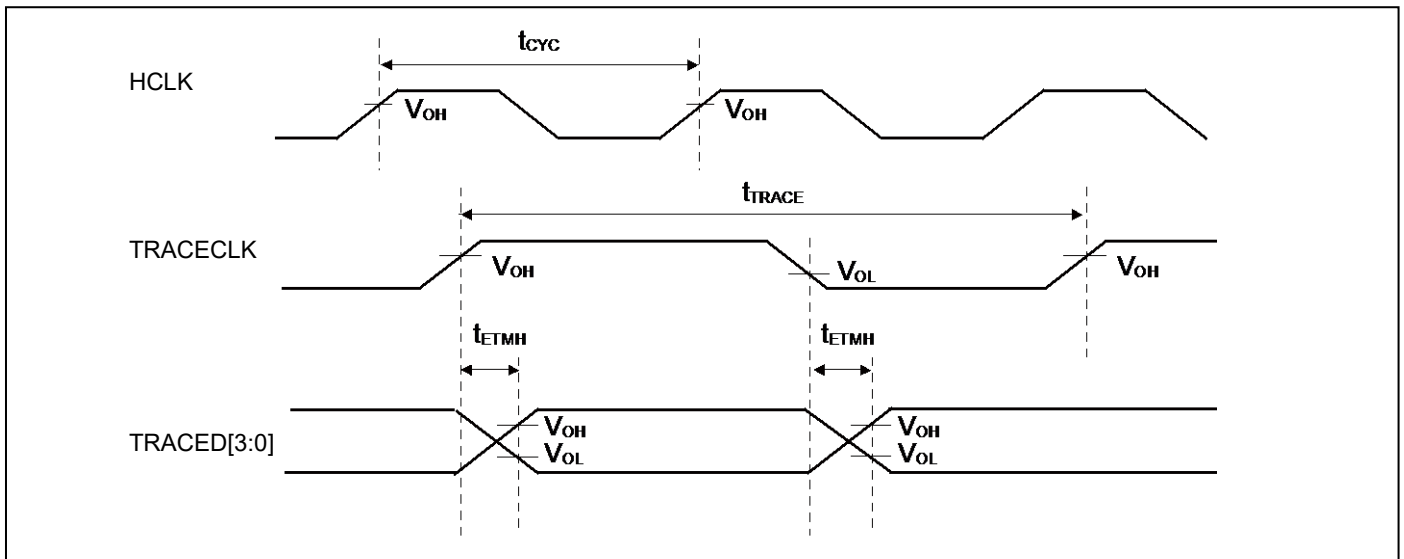 tCYC
HCLK
VOH VOH
tTRACE
TRACECLK
VOH VOL VOH
tETMH tETMH
VOH VOH
TRACED[3:0]
VOL VOL